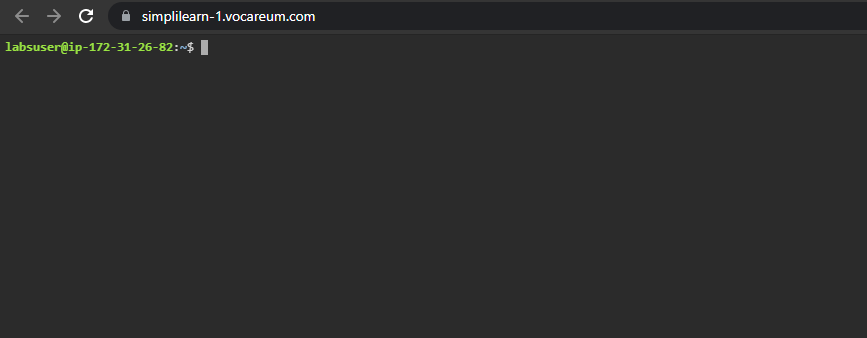 simplilearn-1.vocareum.com
labsuser@ip-172-31-26-82:~$